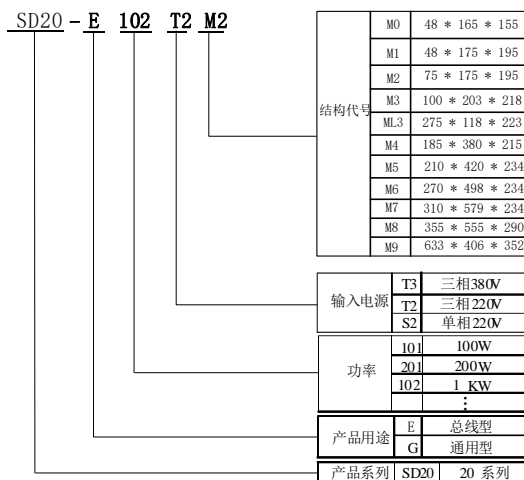 SD20-E 102 T2 M2
结构代号
M0 48 * 165 * 155
M1 48 * 175 * 195
M2 75 * 175 * 195
M3 100 * 203 * 218
ML3 275 * 118 * 223
M4 185 * 380 * 215
M5 210 * 420 * 234
M6 270 * 498 * 234
M7 310 * 579 * 234
M8 355 * 555 * 290
M9 633 * 406 * 352
输入电源
T3 三相380V
T2 三相220V
S2 单相220V
功率
101 100W
201 200W
102 1 KW
⋮
产品用途
E 总线型
G 通用型
产品系列 SD20 20 系列